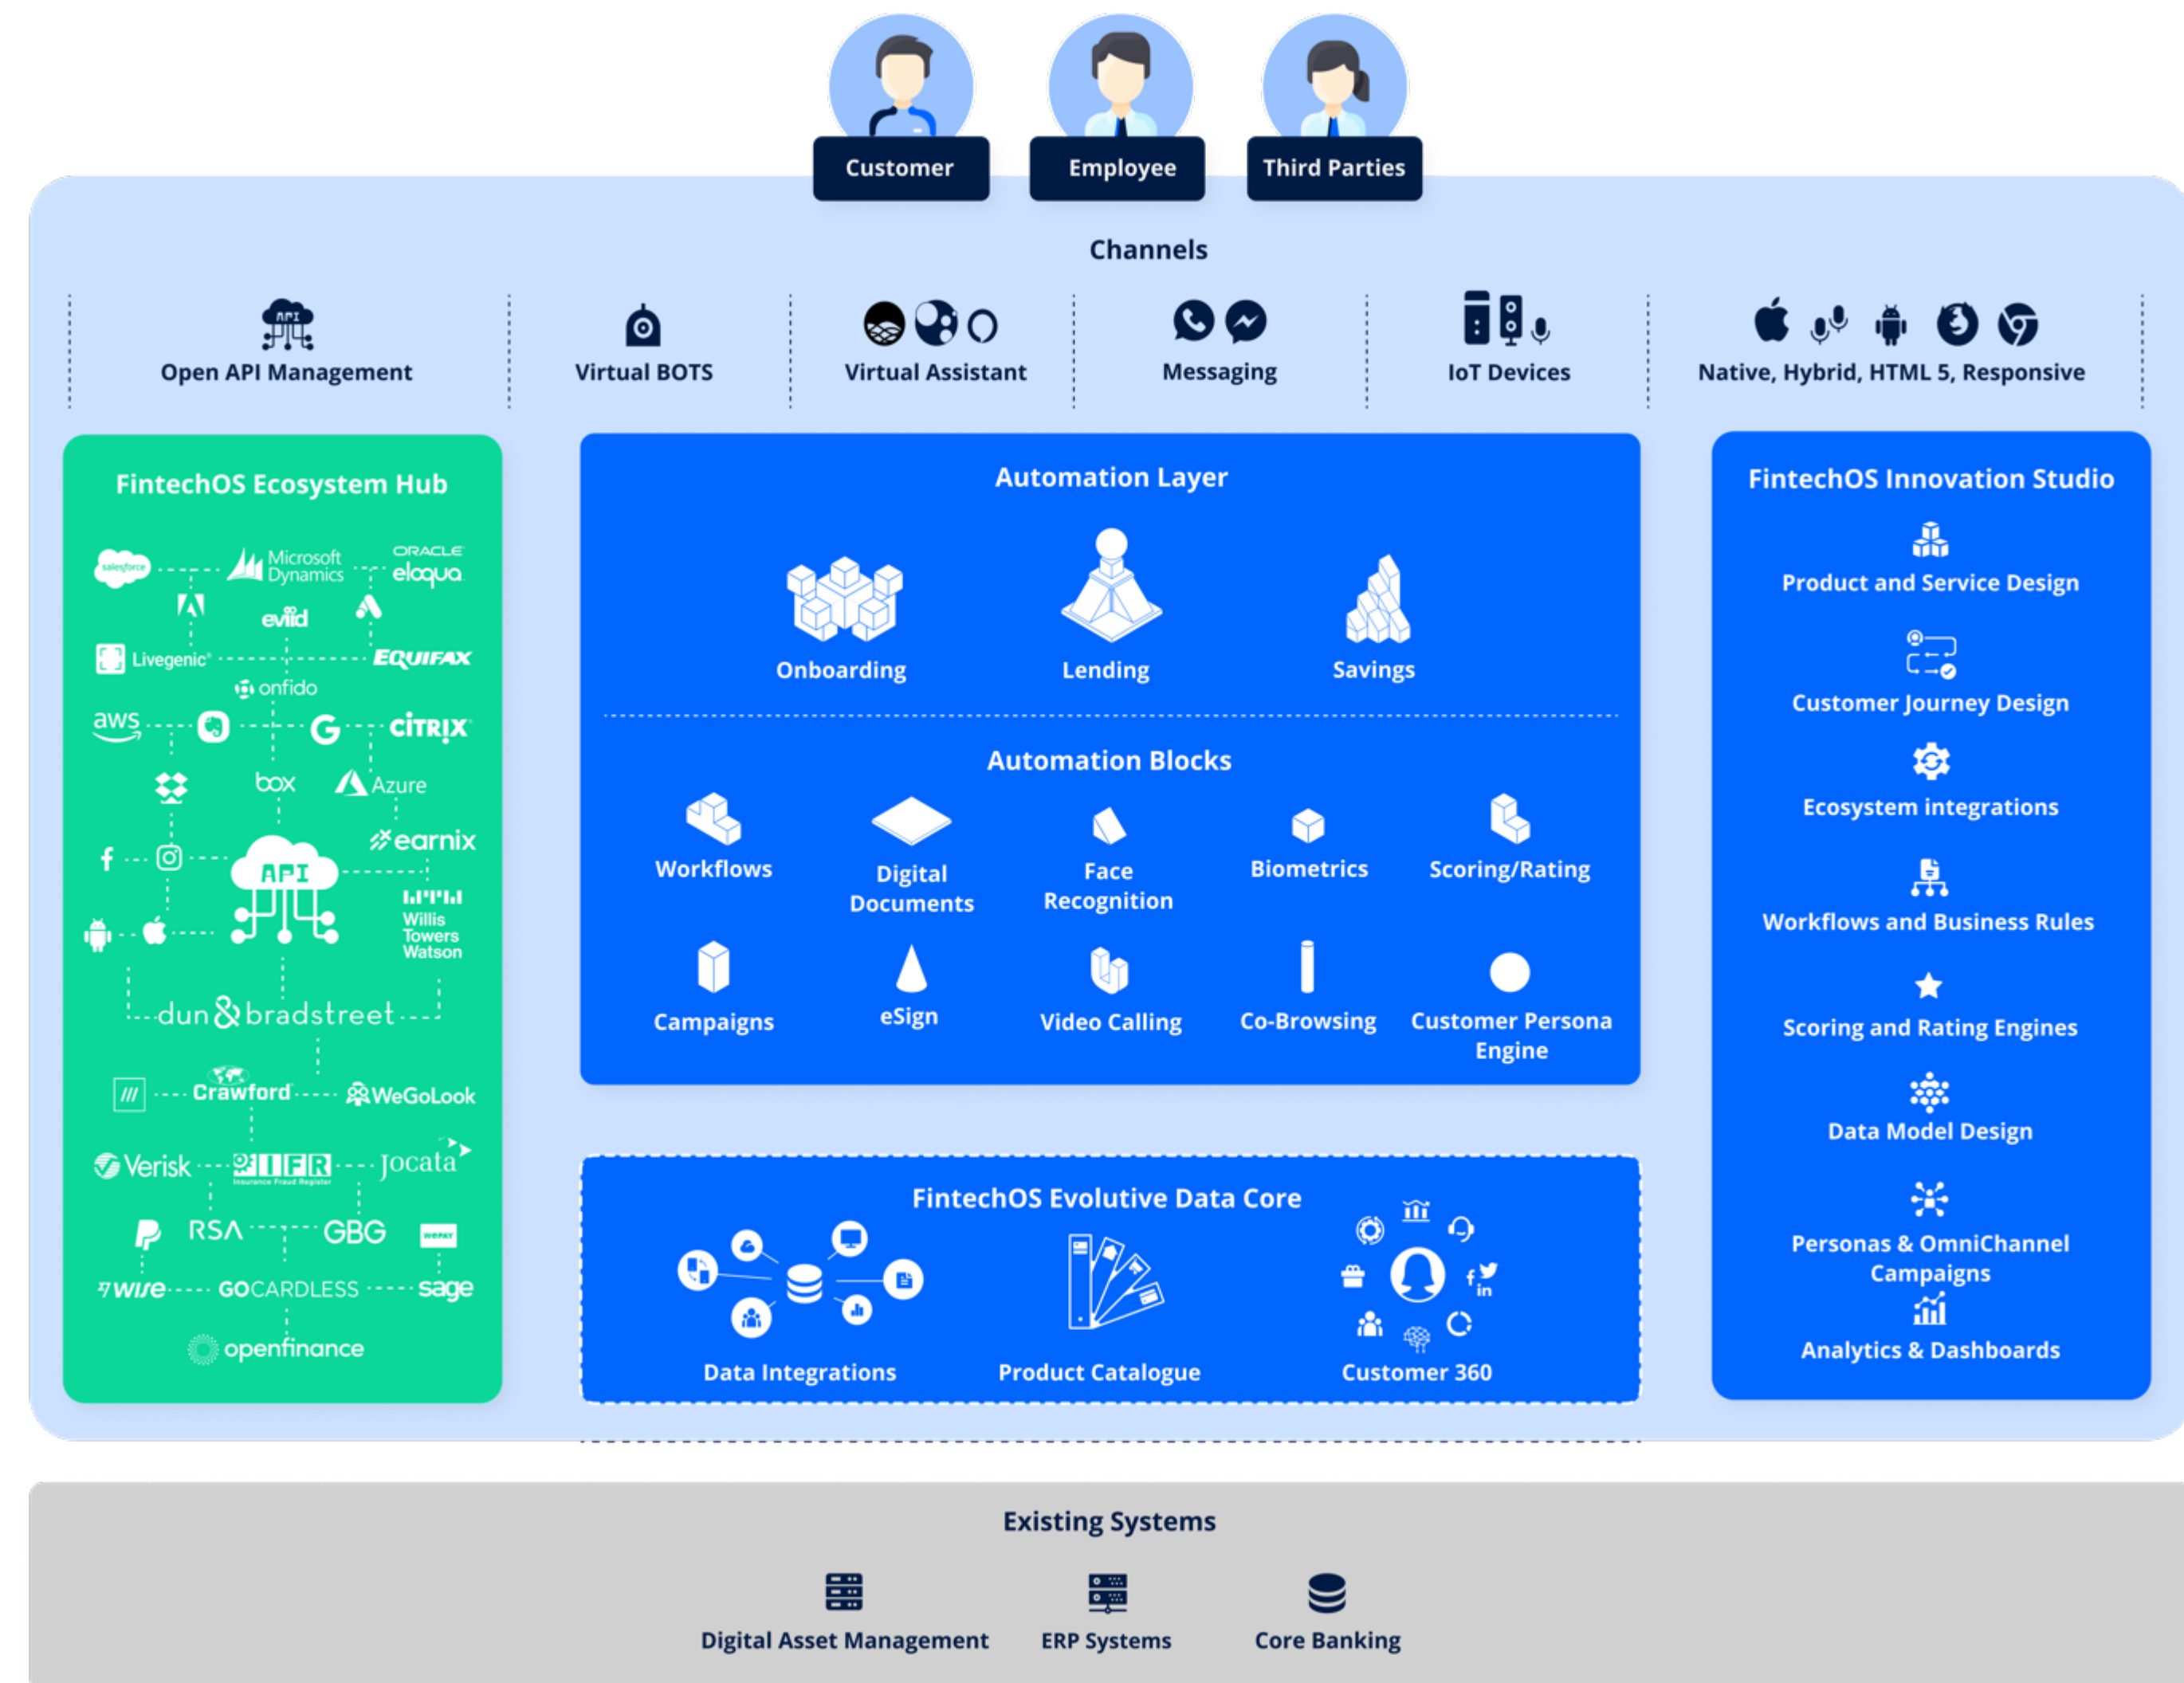 Customer
Employee
Third Parties
Channels
API
Open API Management
Virtual BOTS
Virtual Assistant
Messaging
IoT Devices
Native, Hybrid, HTML 5, Responsive
FintechOS Ecosystem Hub
salesforce
Microsoft
Dynamics
ORACLE
eloqua
eviid
Livegenic
EQUIFAX
onfido
aws
G
CITRIX
box
Azure
earnix
API
Willis
Towers
Watson
dun & bradstreet
Crawford
WeGoLook
Verisk
IFR
Insurance Fraud Register
Jocata
RSA
GBG
wepay
wise
GOCARDLESS
sage
openfinance
Automation Layer
Onboarding
Lending
Savings
Automation Blocks
Workflows
Digital
Documents
Face
Recognition
Biometrics
Scoring/Rating
Campaigns
eSign
Video Calling
Co-Browsing
Customer Persona
Engine
FintechOS Evolutive Data Core
Data Integrations
Product Catalogue
f
in
Customer 360
FintechOS Innovation Studio
Product and Service Design
Customer Journey Design
Ecosystem integrations
Workflows and Business Rules
Scoring and Rating Engines
Data Model Design
Personas & OmniChannel
Campaigns
Analytics & Dashboards
Existing Systems
Digital Asset Management
ERP Systems
Core Banking